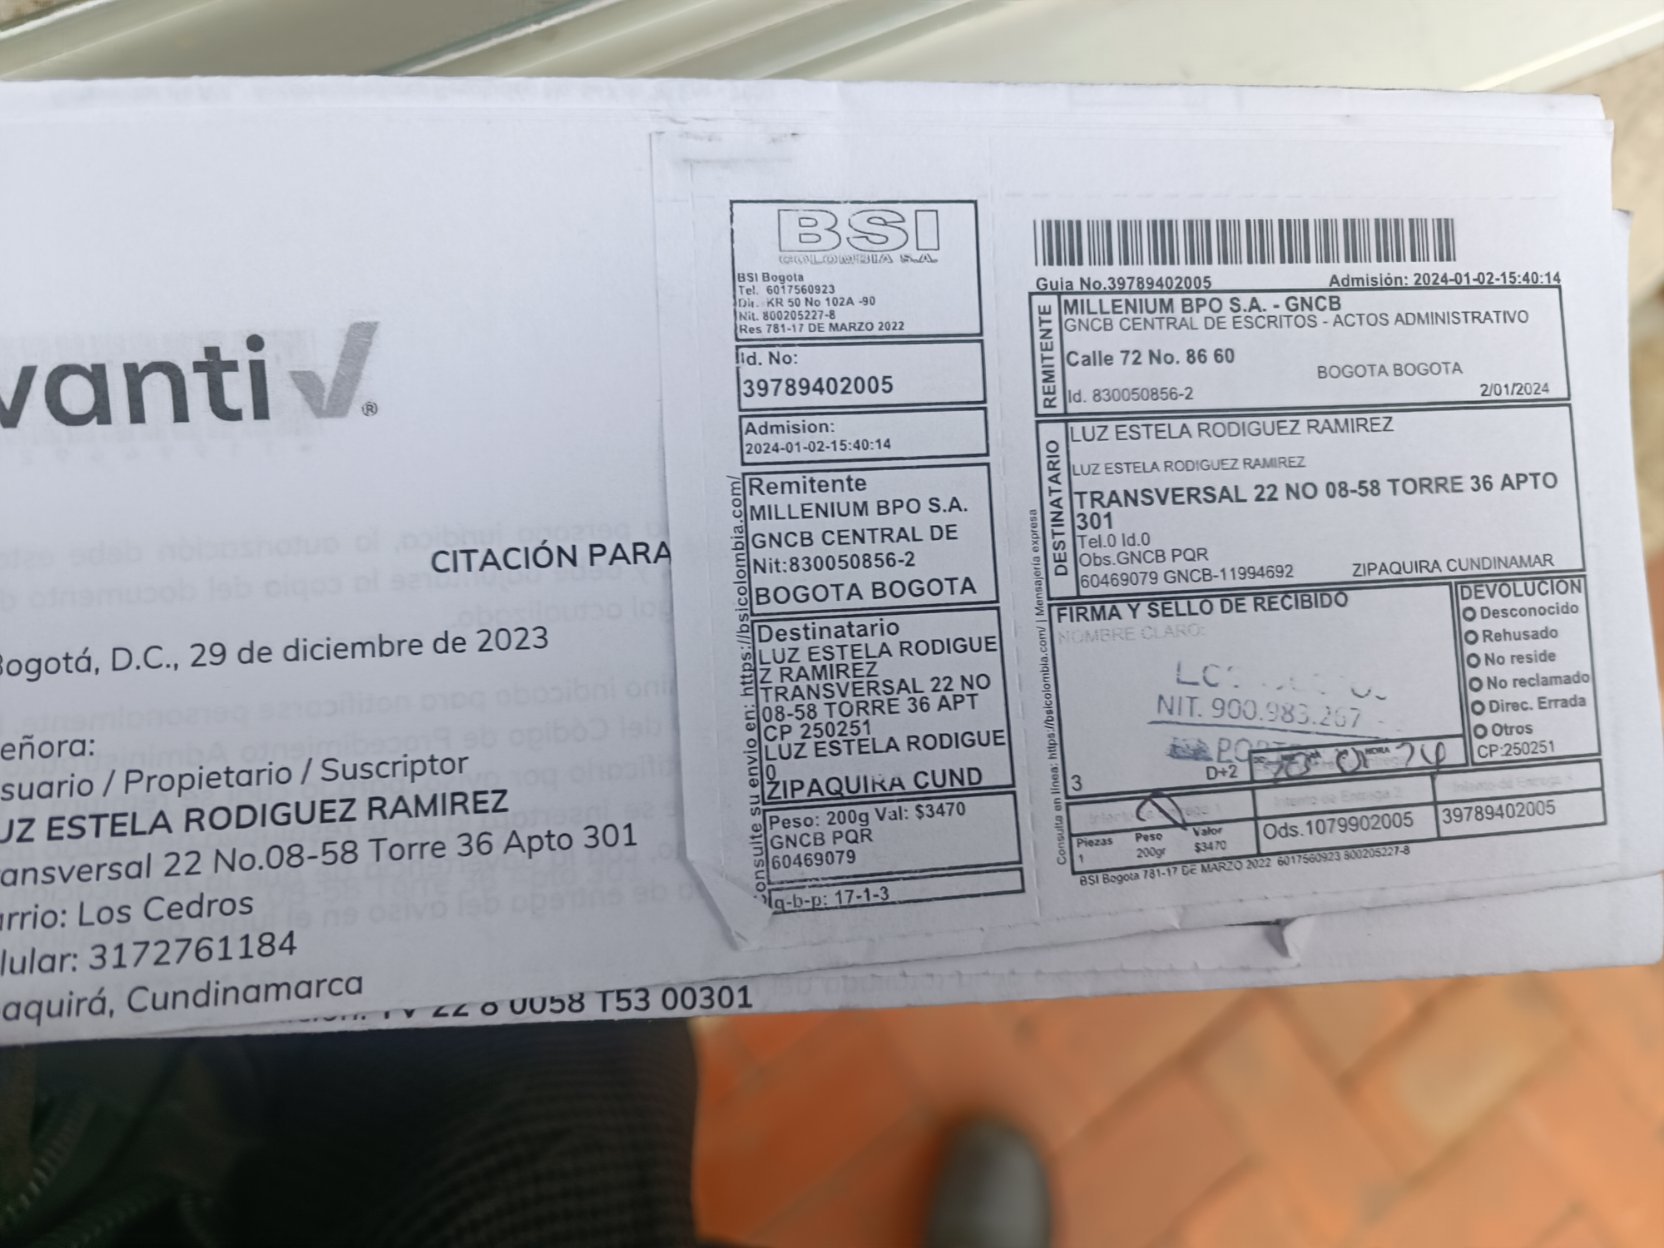 vanti
®
CITACIÓN PARA
Bogotá, D.C., 29 de diciembre de 2023
eñora:
suario / Propietario / Suscriptor
UZ ESTELA RODIGUEZ RAMIREZ
ansversal 22 No.08-58 Torre 36 Apto 301
arrio: Los Cedros
lular: 3172761184
aquirá, Cundinamarca
TV 22 8 0058 T53 00301
BSI
COLOMBIA S.A.
BSI Bogota
Tel. 6017560923
Dir. KR 50 No 102A -90
Nit. 800205227-8
Res 781-17 DE MARZO 2022
Id. No:
39789402005
Admision:
2024-01-02-15:40:14
Remitente
MILLENIUM BPO S.A.
GNCB CENTRAL DE
Nit:830050856-2
BOGOTA BOGOTA
Destinatario
LUZ ESTELA RODIGUE
Z RAMIREZ
TRANSVERSAL 22 NO
08-58 TORRE 36 APT
CP 250251
LUZ ESTELA RODIGUE
0
ZIPAQUIRA CUND
Peso: 200g Val: $3470
GNCB PQR
60469079
q-b-p: 17-1-3
onsulte su envio en: https://bsicolombia.com/
Guia No.39789402005 Admisión: 2024-01-02-15:40:14
REMITENTE
MILLENIUM BPO S.A. - GNCB
GNCB CENTRAL DE ESCRITOS - ACTOS ADMINISTRATIVO
Calle 72 No. 86 60
BOGOTA BOGOTA
Id. 830050856-2 2/01/2024
DESTINATARIO
LUZ ESTELA RODIGUEZ RAMIREZ
LUZ ESTELA RODIGUEZ RAMIREZ
TRANSVERSAL 22 NO 08-58 TORRE 36 APTO
301
Tel.0 Id.0
Obs.GNCB PQR
60469079 GNCB-11994692 ZIPAQUIRA CUNDINAMAR
FIRMA Y SELLO DE RECIBIDO
NOMBRE CLARO:
NIT. 900.983.267
D+2
HORA
3
DEVOLUCION
Desconocido
Rehusado
No reside
No reclamado
Direc. Errada
Otros
CP:250251
Intento de Entrega 2
Piezas Peso Valor
1 200gr $3470
Ods.1079902005
39789402005
BSI Bogota 781-17 DE MARZO 2022 6017560923 800205227-8
Consulta en línea: https://bsicolombia.com/ | Mensajería expresa